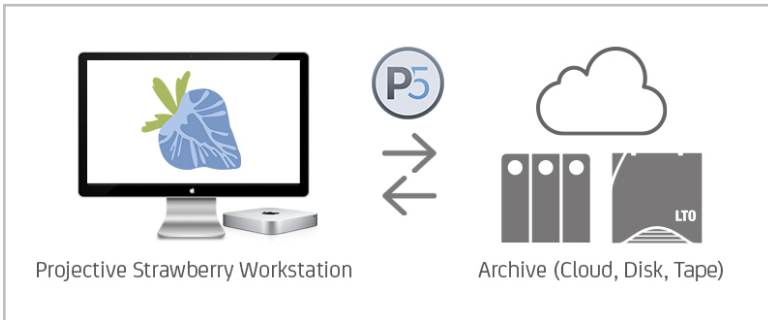 P5
LTO
Projective Strawberry Workstation
Archive (Cloud, Disk, Tape)